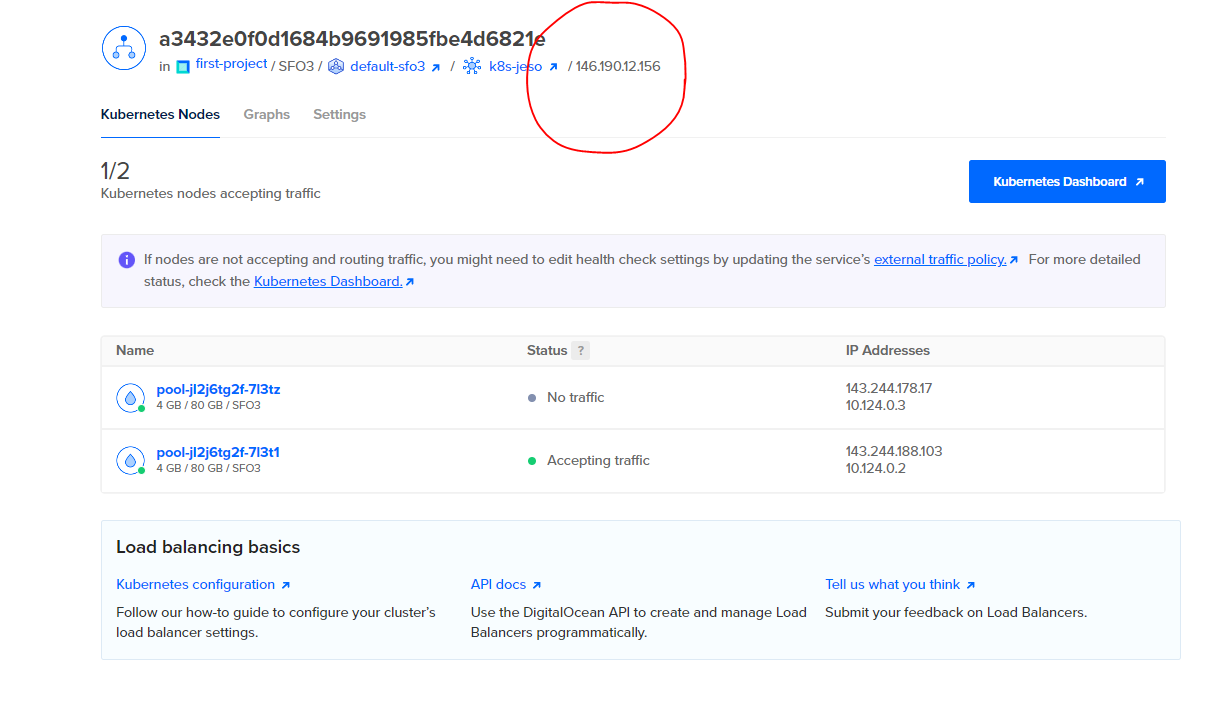 a3432e0f0d1684b9691985fbe4d6821e
in first-project / SFO3 / default-sfo3 / k8s-jeso / 146.190.12.156
Kubernetes Nodes Graphs Settings
1/2
Kubernetes nodes accepting traffic
Kubernetes Dashboard
If nodes are not accepting and routing traffic, you might need to edit health check settings by updating the service's external traffic policy. For more detailed
status, check the Kubernetes Dashboard.
Name Status ? IP Addresses
pool-jl2j6tg2f-7l3tz
4 GB / 80 GB / SFO3
No traffic
143.244.178.17
10.124.0.3
pool-jl2j6tg2f-7l3t1
4 GB / 80 GB / SFO3
Accepting traffic
143.244.188.103
10.124.0.2
Load balancing basics
Kubernetes configuration
Follow our how-to guide to configure your cluster's
load balancer settings.
API docs
Use the DigitalOcean API to create and manage Load
Balancers programmatically.
Tell us what you think
Submit your feedback on Load Balancers.